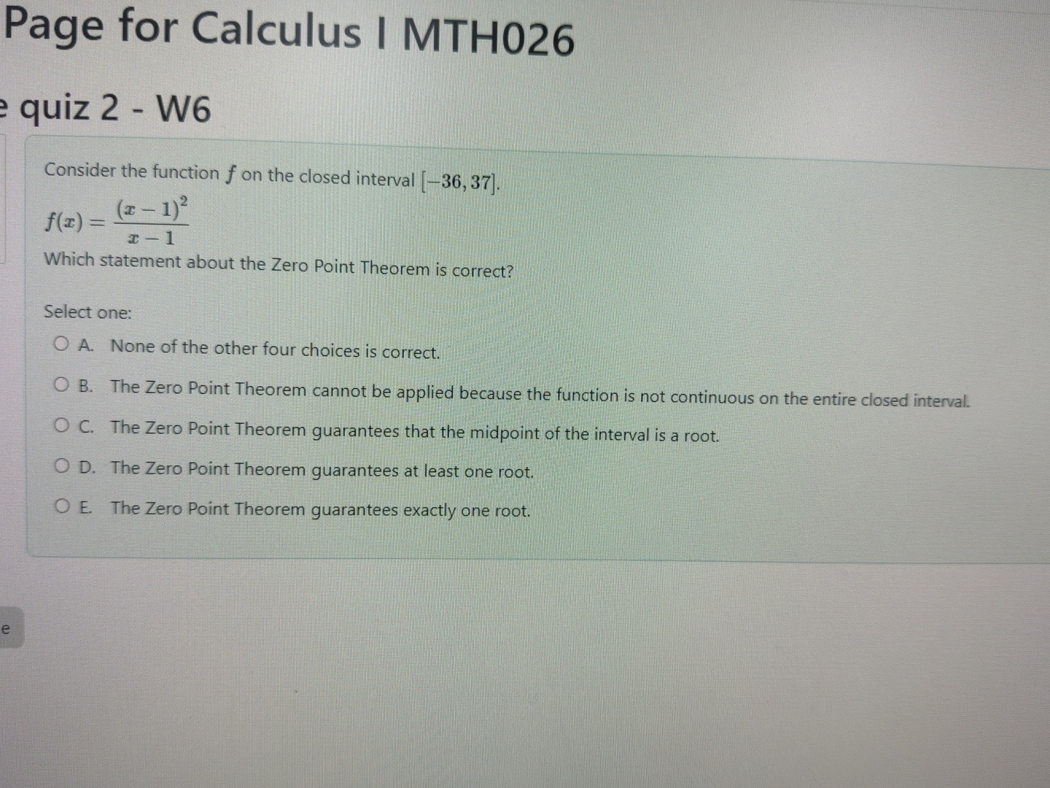 Page for Calculus I MTH026
e quiz 2 - W6
Consider the function f on the closed interval [−36, 37].
f(x) = (x − 1)² / (x − 1)
Which statement about the Zero Point Theorem is correct?
Select one:
A. None of the other four choices is correct.
B. The Zero Point Theorem cannot be applied because the function is not continuous on the entire closed interval.
C. The Zero Point Theorem guarantees that the midpoint of the interval is a root.
D. The Zero Point Theorem guarantees at least one root.
E. The Zero Point Theorem guarantees exactly one root.
e